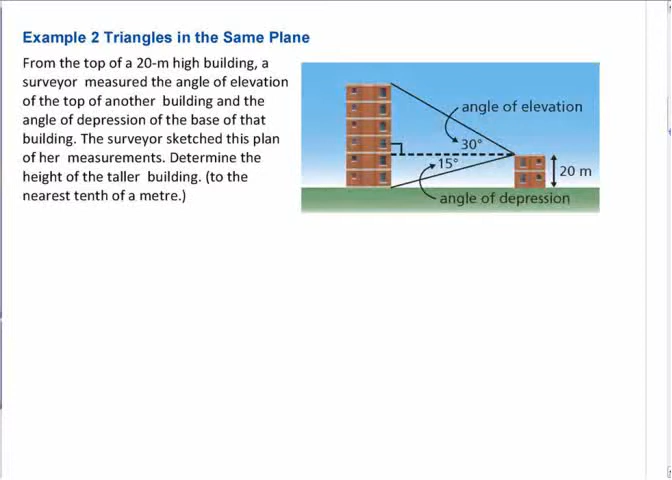 Example 2 Triangles in the Same Plane
From the top of a 20-m high building, a
surveyor measured the angle of elevation
of the top of another building and the
angle of depression of the base of that
building. The surveyor sketched this plan
of her measurements. Determine the
height of the taller building. (to the
nearest tenth of a metre.)
angle of elevation
30°
15°
20 m
angle of depression